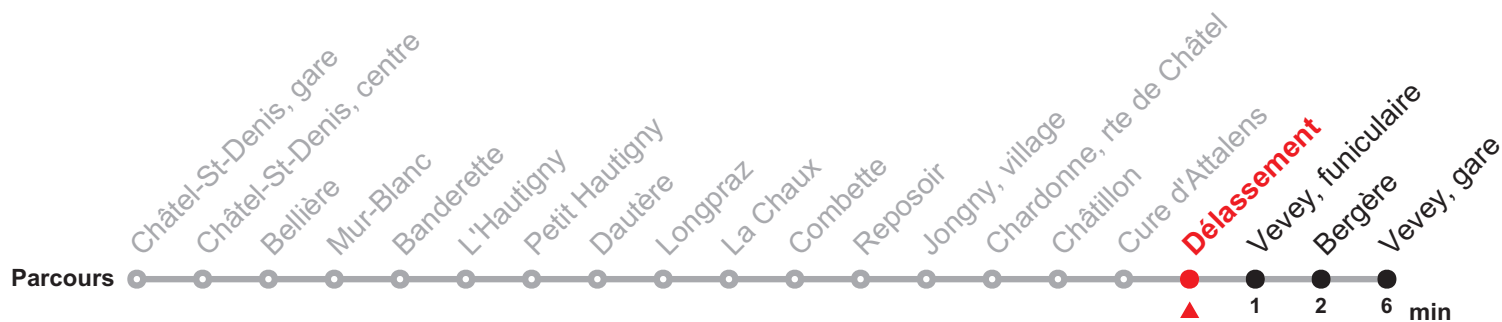 Châtel-St-Denis, gare
Châtel-St-Denis, centre
Bellière
Mur-Blanc
Banderette
L'Hautigny
Petit Hautigny
Dautère
Longpraz
La Chaux
Combette
Reposoir
Jongny, village
Chardonne, rte de Châtel
Châtillon
Cure d'Attalens
Délassement
Vevey, funiculaire
Bergère
Vevey, gare
Parcours
1 2 6 min